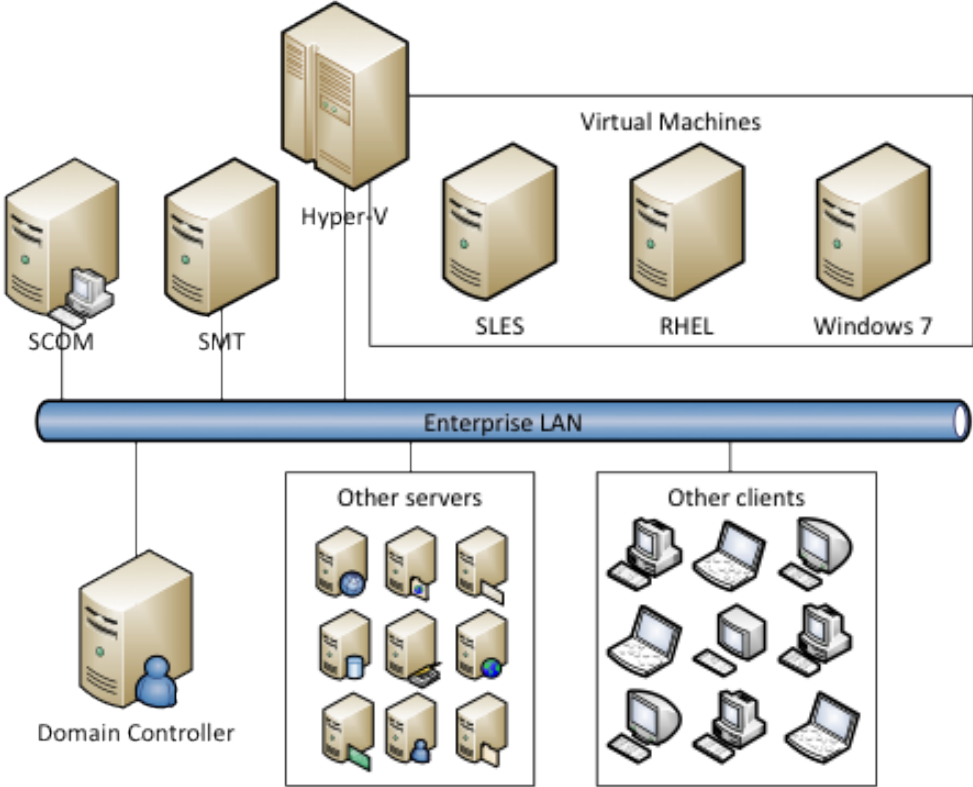 Virtual Machines
Hyper-V
SCOM
SMT
SLES
RHEL
Windows 7
Enterprise LAN
Other servers
Other clients
Domain Controller